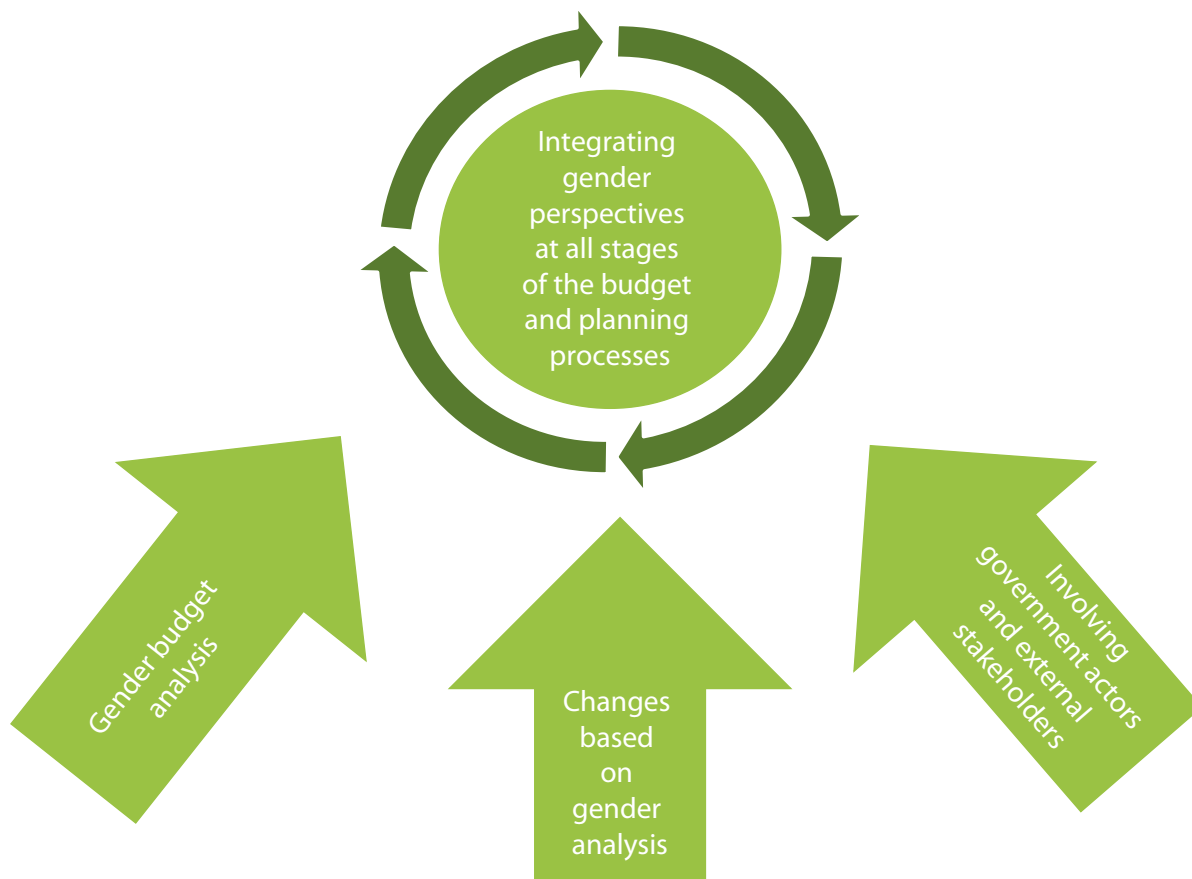 Integrating
gender
perspectives
at all stages
of the budget
and planning
processes
Gender budget
analysis
Changes
based
on
gender
analysis
Involving
government actors
and external
stakeholders